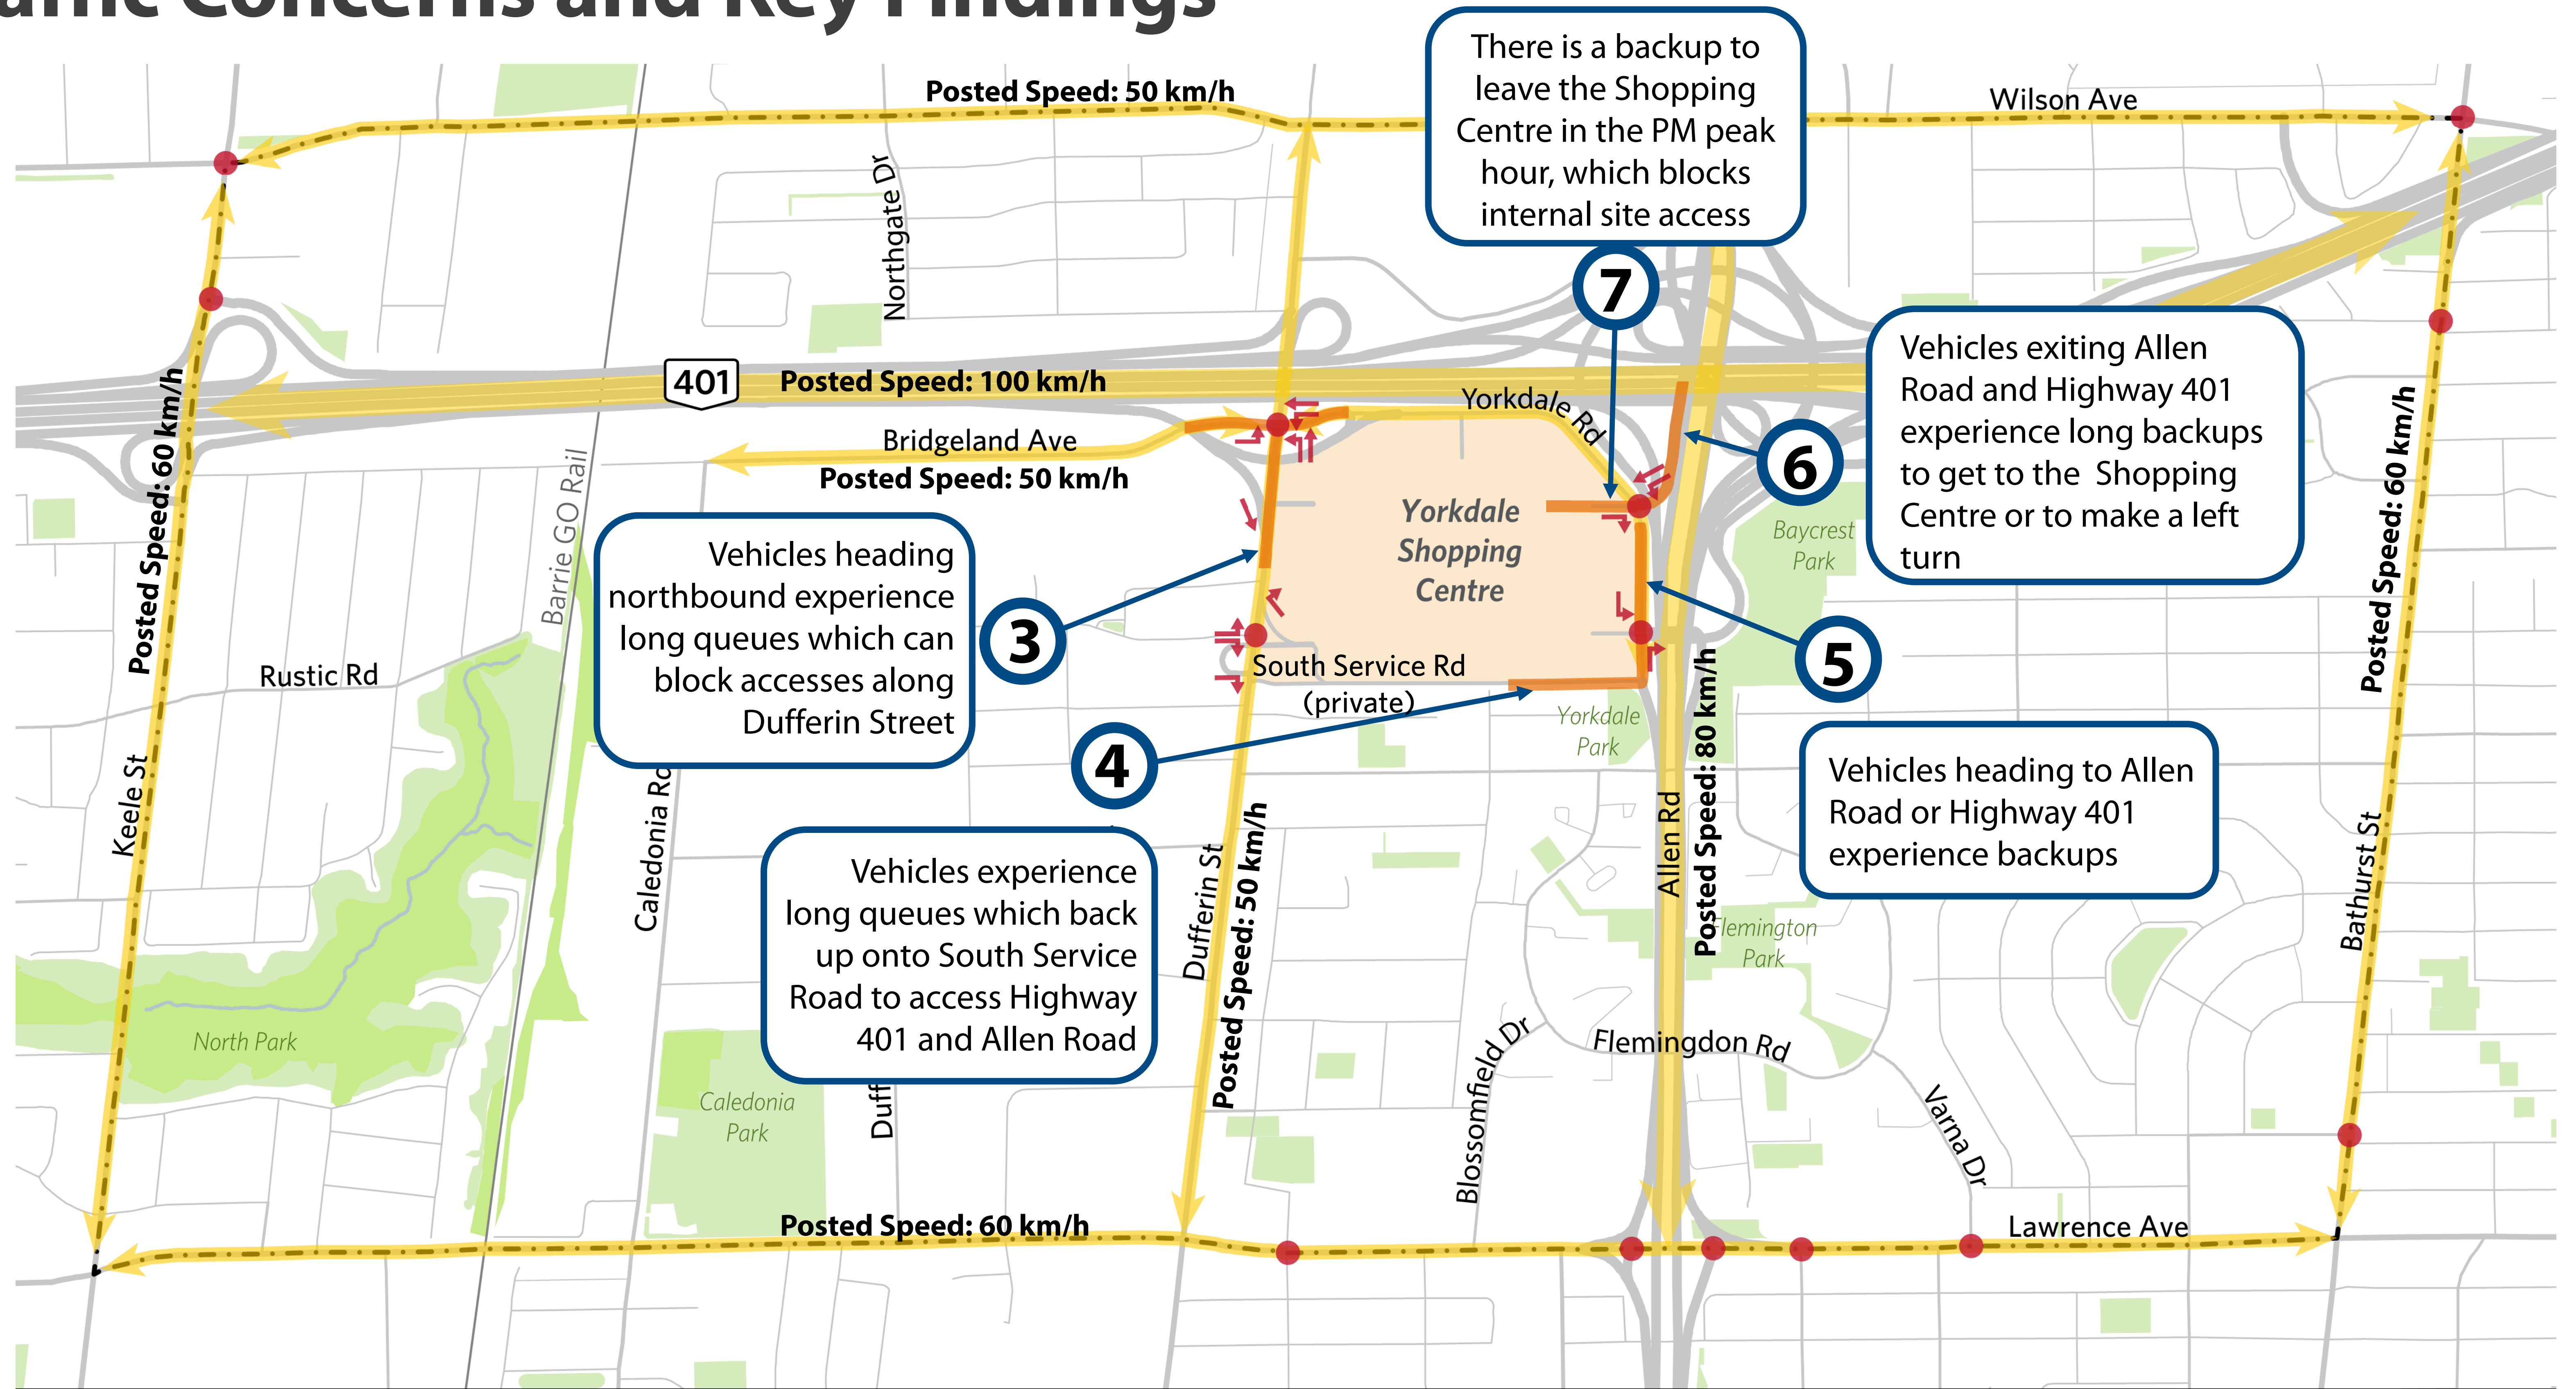 Concerns and Key Findings
There is a backup to
leave the Shopping
Centre in the PM peak
hour, which blocks
internal site access
Posted Speed: 50 km/h
Wilson Ave
Northgate Dr
7
Vehicles exiting Allen
Road and Highway 401
experience long backups
to get to the Shopping
Centre or to make a left
turn
6
401
Posted Speed: 100 km/h
Yorkdale Rd
Bridgeland Ave
Posted Speed: 50 km/h
Posted Speed: 60 km/h
Posted Speed: 60 km/h
Barrie GO Rail
Yorkdale
Shopping
Centre
Baycrest
Park
Vehicles heading
northbound experience
long queues which can
block accesses along
Dufferin Street
3
5
South Service Rd
(private)
Rustic Rd
Yorkdale
Park
4
Posted Speed: 80 km/h
Vehicles heading to Allen
Road or Highway 401
experience backups
Keele St
Caledonia Rd
Vehicles experience
long queues which back
up onto South Service
Road to access Highway
401 and Allen Road
Dufferin St
Posted Speed: 50 km/h
Allen Rd
Flemington
Park
Bathurst St
North Park
Caledonia
Park
Duff
Blossomfield Dr
Flemingdon Rd
Varna Dr
Posted Speed: 60 km/h
Lawrence Ave